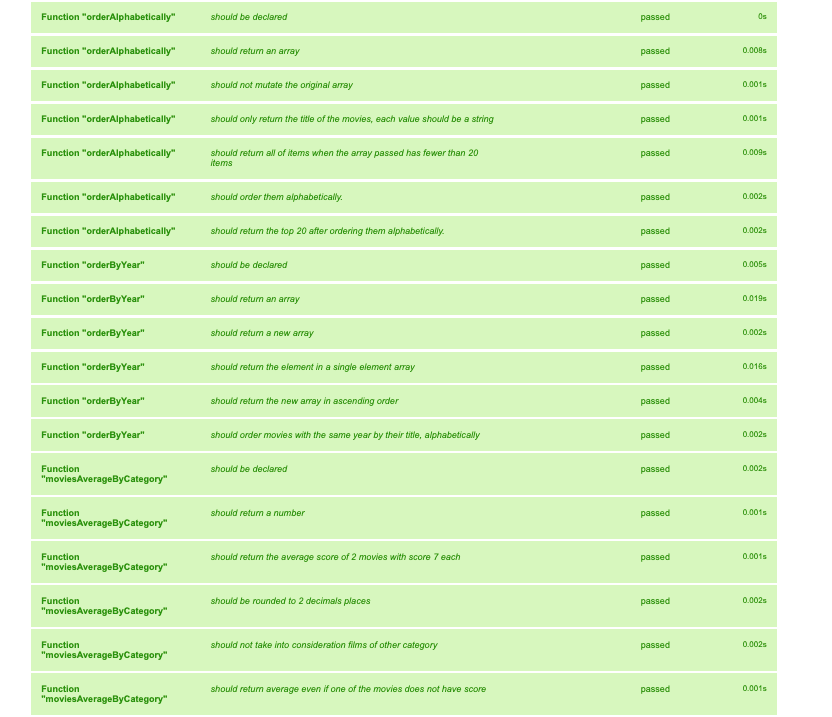 Function "orderAlphabetically" should be declared passed 0s
Function "orderAlphabetically" should return an array passed 0.008s
Function "orderAlphabetically" should not mutate the original array passed 0.001s
Function "orderAlphabetically" should only return the title of the movies, each value should be a string passed 0.001s
Function "orderAlphabetically" should return all of items when the array passed has fewer than 20 passed 0.009s
items
Function "orderAlphabetically" should order them alphabetically. passed 0.002s
Function "orderAlphabetically" should return the top 20 after ordering them alphabetically. passed 0.002s
Function "orderByYear" should be declared passed 0.005s
Function "orderByYear" should return an array passed 0.019s
Function "orderByYear" should return a new array passed 0.002s
Function "orderByYear" should return the element in a single element array passed 0.016s
Function "orderByYear" should return the new array in ascending order passed 0.004s
Function "orderByYear" should order movies with the same year by their title, alphabetically passed 0.002s
Function should be declared passed 0.002s
"moviesAverageByCategory"
Function should return a number passed 0.001s
"moviesAverageByCategory"
Function should return the average score of 2 movies with score 7 each passed 0.001s
"moviesAverageByCategory"
Function should be rounded to 2 decimals places passed 0.002s
"moviesAverageByCategory"
Function should not take into consideration films of other category passed 0.002s
"moviesAverageByCategory"
Function should return average even if one of the movies does not have score passed 0.001s
"moviesAverageByCategory"